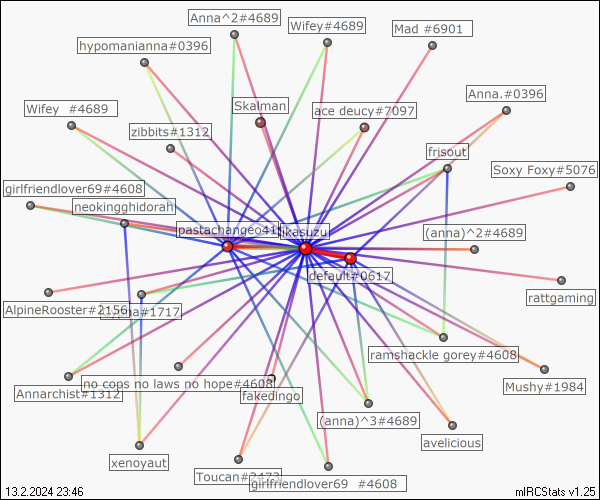 Anna^2#4689
Wifey#4689
Mad #6901
hypomanianna#0396
Anna.#0396
Skalman
ace deucy#7097
Wifey  #4689
zibbits#1312
frisout
Soxy Foxy#5076
girlfriendlover69#4608
neokingghidorah
pastachangeo41
ikasuzu
(anna)^2#4689
default#0617
rattgaming
AlpineRooster#2156
#1717
ramshackle gorey#4608
Mushy#1984
no cops no laws no hope#4608
Annarchist#1312
fakedingo
(anna)^3#4689
avelicious
xenoyaut
Toucan#2473
girlfriendlover69  #4608
13.2.2024 23:46
mIRCStats v1.25